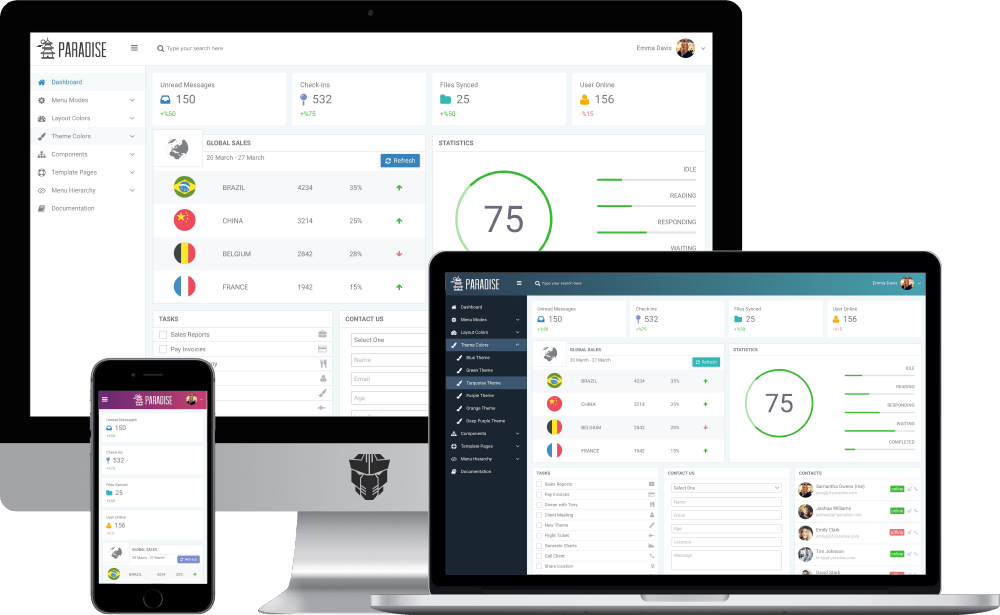 PARADISE
Type your search here
Emma Davis
Dashboard
Menu Modes
Layout Colors
Theme Colors
Components
Template Pages
Menu Hierarchy
Documentation
Unread Messages
150
+%50
Check-Ins
532
+%75
Files Synced
25
+%50
User Online
156
-%15
GLOBAL SALES
20 March - 27 March
Refresh
BRAZIL 4234 35%
CHINA 3214 25%
BELGIUM 2842 28%
FRANCE 1942 15%
STATISTICS
75
IDLE
READING
RESPONDING
WAITING
TASKS
Sales Reports
Pay Invoices
CONTACT US
Select One
Name
Email
Age
PARADISE
Type your search here
Emma Davis
Dashboard
Menu Modes
Layout Colors
Theme Colors
Blue Theme
Green Theme
Turquoise Theme
Purple Theme
Orange Theme
Deep Purple Theme
Components
Template Pages
Menu Hierarchy
Documentation
Unread Messages
150
+%50
Check-Ins
532
+%75
Files Synced
25
+%50
User Online
156
-%15
GLOBAL SALES
20 March - 27 March
Refresh
BRAZIL 4234 35%
CHINA 3214 25%
BELGIUM 2842 28%
FRANCE 1942 15%
STATISTICS
75
IDLE
READING
RESPONDING
WAITING
COMPLETED
TASKS
Sales Reports
Pay Invoices
Dinner with Tony
Client Meeting
New Theme
Flight Ticket
Generate Charts
Call Client
Share location
CONTACT US
Select One
Name
Email
Age
Location
Message
CONTACTS
Samantha Owens (me)
online
Joshua Williams
online
Emily Clark
offline
Tim Johnson
online
David Stark
PARADISE
Unread Messages
150
+%50
Check-Ins
532
+%75
Files Synced
25
+%50
User Online
156
-%15
GLOBAL SALES
20 March - 27 March
Refresh
BRAZIL 4234 35%